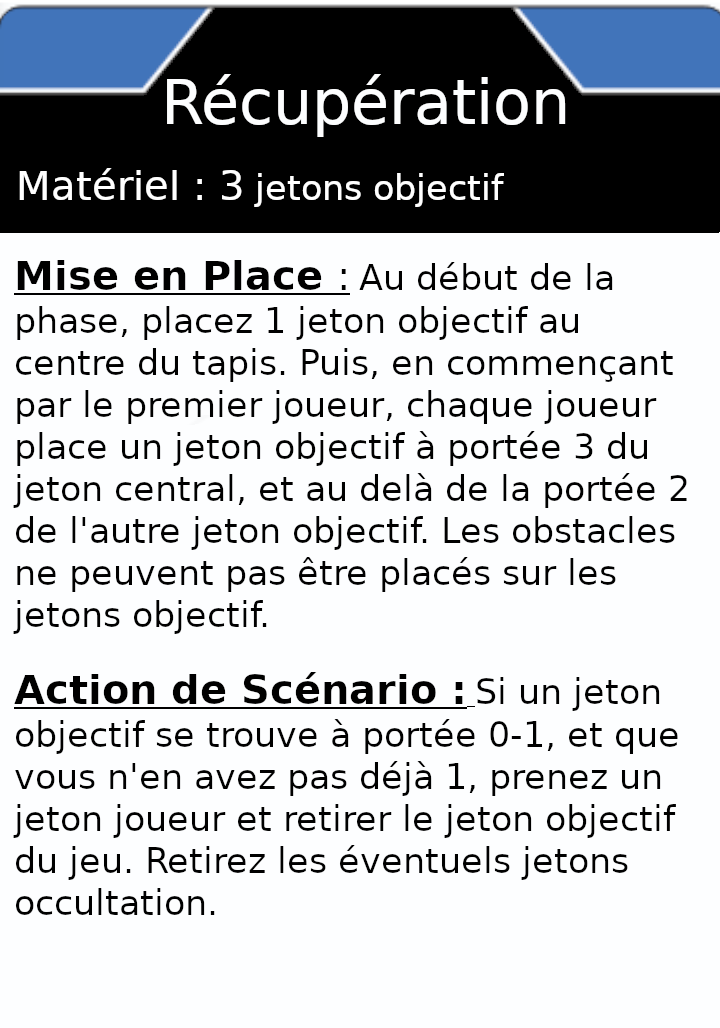 Récupération
Matériel : 3 jetons objectif
Mise en Place : Au début de la
phase, placez 1 jeton objectif au
centre du tapis. Puis, en commençant
par le premier joueur, chaque joueur
place un jeton objectif à portée 3 du
jeton central, et au delà de la portée 2
de l'autre jeton objectif. Les obstacles
ne peuvent pas être placés sur les
jetons objectif.
Action de Scénario : Si un jeton
objectif se trouve à portée 0-1, et que
vous n'en avez pas déjà 1, prenez un
jeton joueur et retirer le jeton objectif
du jeu. Retirez les éventuels jetons
occultation.